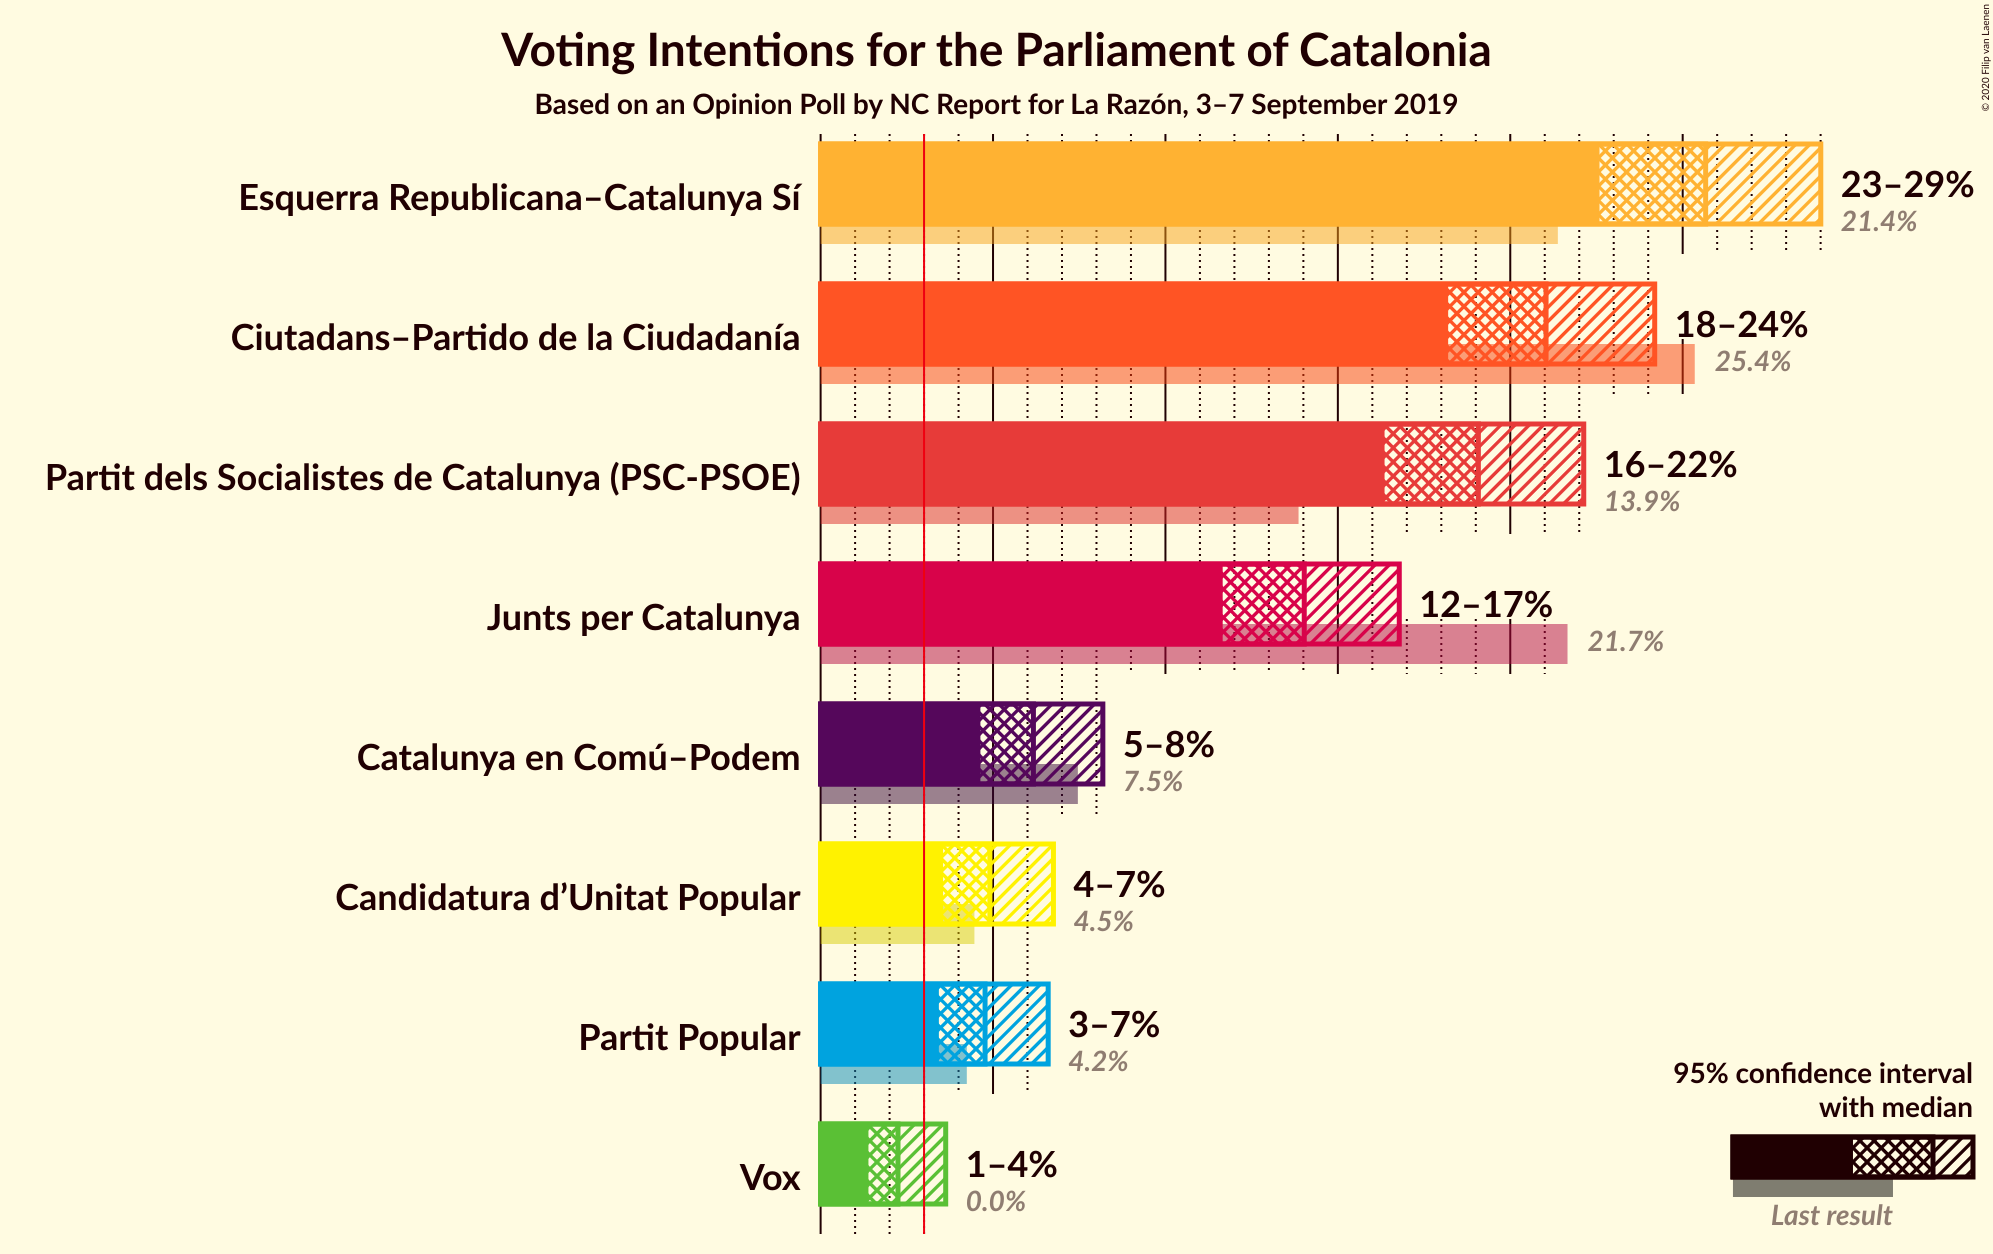 Voting Intentions for the Parliament of Catalonia
Based on an Opinion Poll by NC Report for La Razón, 3–7 September 2019
© 2020 Filip van Laenen
Esquerra Republicana–Catalunya Sí
23–29%
21.4%
Ciutadans–Partido de la Ciudadanía
18–24%
25.4%
Partit dels Socialistes de Catalunya (PSC-PSOE)
16–22%
13.9%
Junts per Catalunya
12–17%
21.7%
Catalunya en Comú–Podem
5–8%
7.5%
Candidatura d’Unitat Popular
4–7%
4.5%
Partit Popular
3–7%
4.2%
Vox
1–4%
0.0%
95% confidence interval
with median
Last result